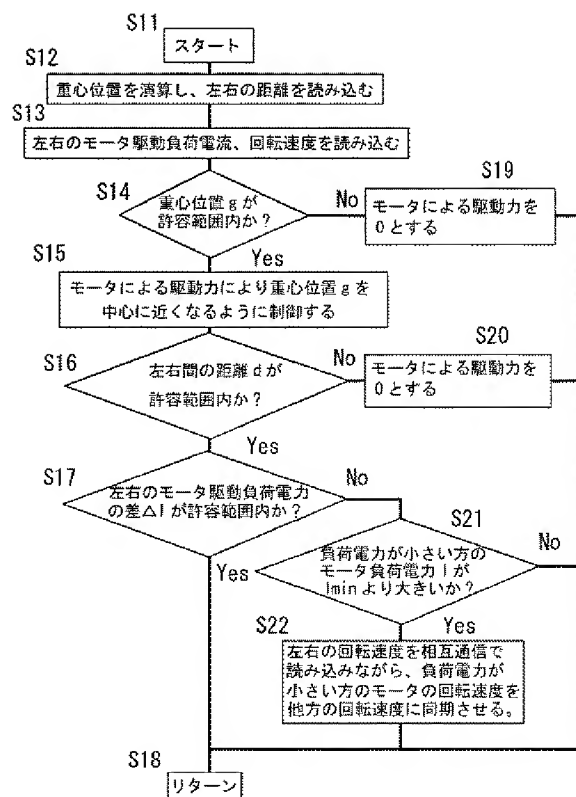 S11
スタート
S12
重心位置を演算し、左右の距離を読み込む
S13
左右のモータ駆動負荷電流、回転速度を読み込む
S14
重心位置gが
許容範囲内か？
No
S19
モータによる駆動力を
0とする
Yes
S15
モータによる駆動力により重心位置gを
中心に近くなるように制御する
S16
左右間の距離dが
許容範囲内か？
No
S20
モータによる駆動力を
0とする
Yes
S17
左右のモータ駆動負荷電力
の差△Iが許容範囲内か？
No
Yes
S21
負荷電力が小さい方の
モータ負荷電力Iが
Iminより大きいか？
No
Yes
S22
左右の回転速度を相互通信で
読み込みながら、負荷電力が
小さい方のモータの回転速度を
他方の回転速度に同期させる。
S18
リターン